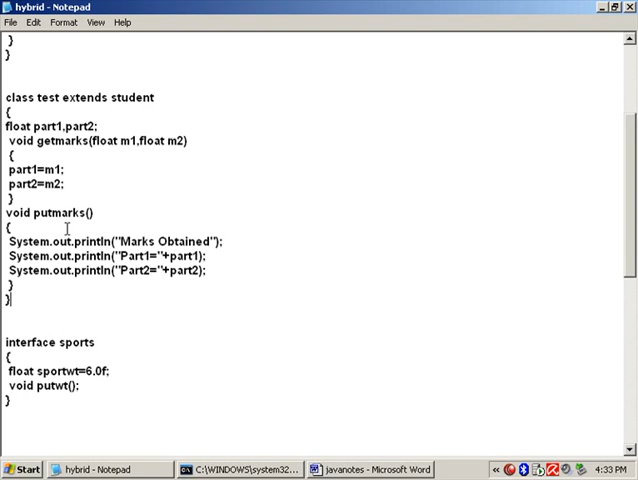 hybrid - Notepad
File Edit Format View Help
}
}
class test extends student
{
float part1,part2;
void getmarks(float m1,float m2)
{
part1=m1;
part2=m2;
}
void putmarks()
{
System.out.println("Marks Obtained");
System.out.println("Part1="+part1);
System.out.println("Part2="+part2);
}
}
interface sports
{
float sportwt=6.0f;
void putwt();
}
Start hybrid - Notepad C:\WINDOWS\system32... javanotes - Microsoft Word « 4:33 PM